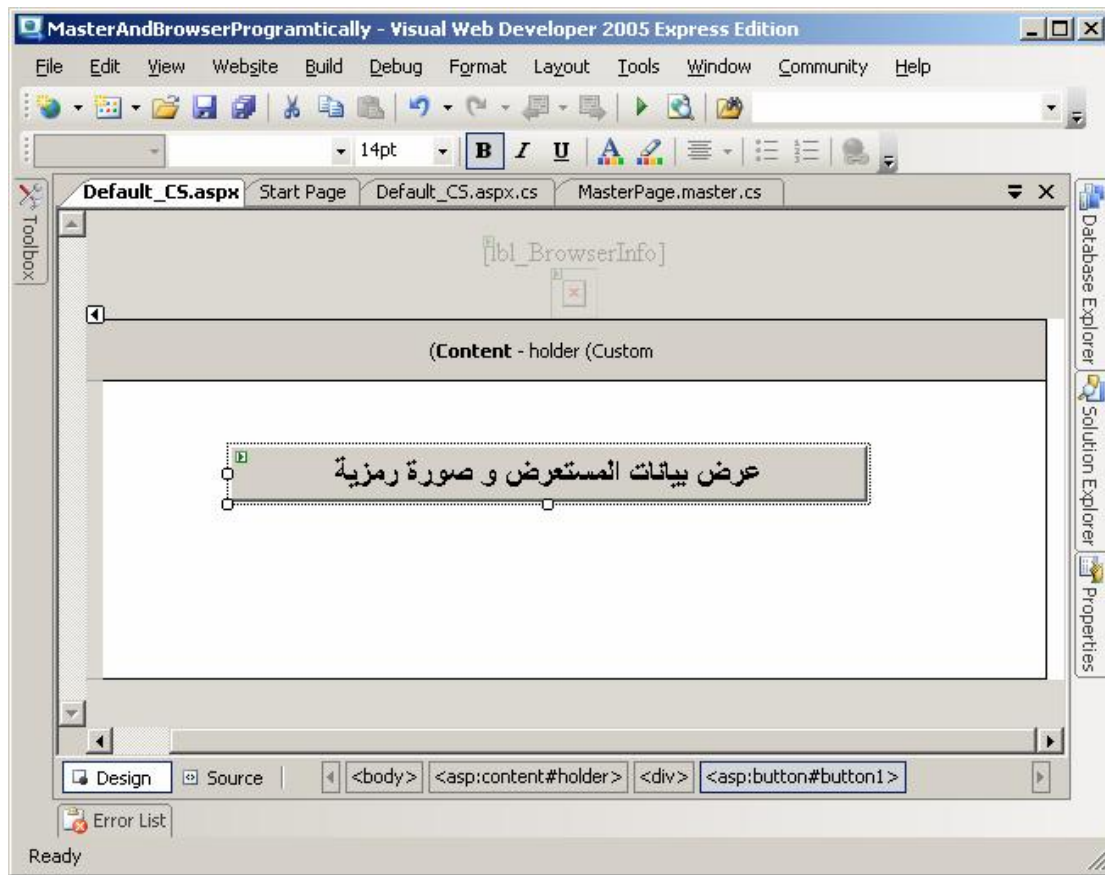 MasterAndBrowserProgramtically - Visual Web Developer 2005 Express Edition
File Edit View Website Build Debug Format Layout Tools Window Community Help
14pt B I U A
Default_CS.aspx Start Page Default_CS.aspx.cs MasterPage.master.cs
Toolbox
[lbl_BrowserInfo]
(Content - holder (Custom
عرض بيانات المستعرض و صورة رمزية
Database Explorer
Solution Explorer
Properties
Design Source <body> <asp:content#holder> <div> <asp:button#button1>
Error List
Ready